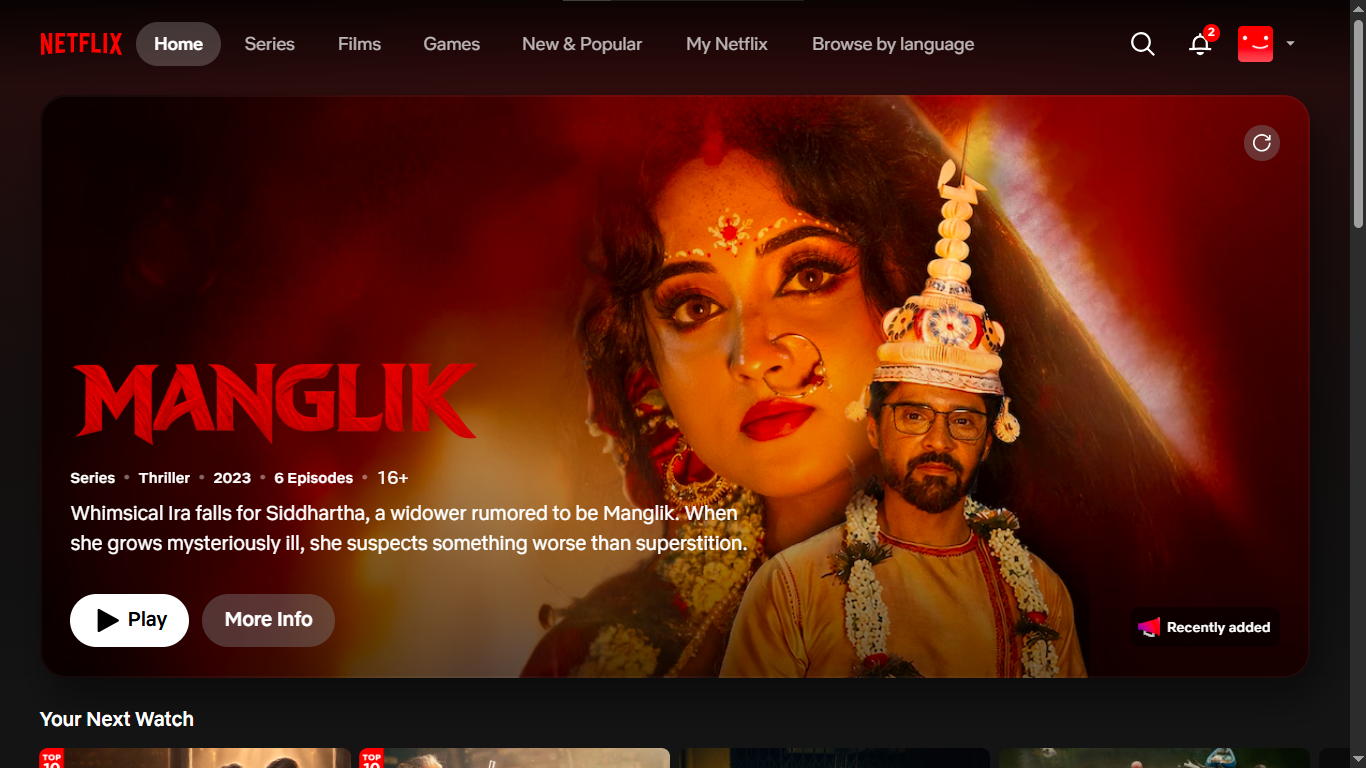 NETFLIX
Home
Series
Films
Games
New & Popular
My Netflix
Browse by language
2
MANGLIK
Series • Thriller • 2023 • 6 Episodes • 16+
Whimsical Ira falls for Siddhartha, a widower rumored to be Manglik. When
she grows mysteriously ill, she suspects something worse than superstition.
Play
More Info
Recently added
Your Next Watch
TOP
10
TOP
10